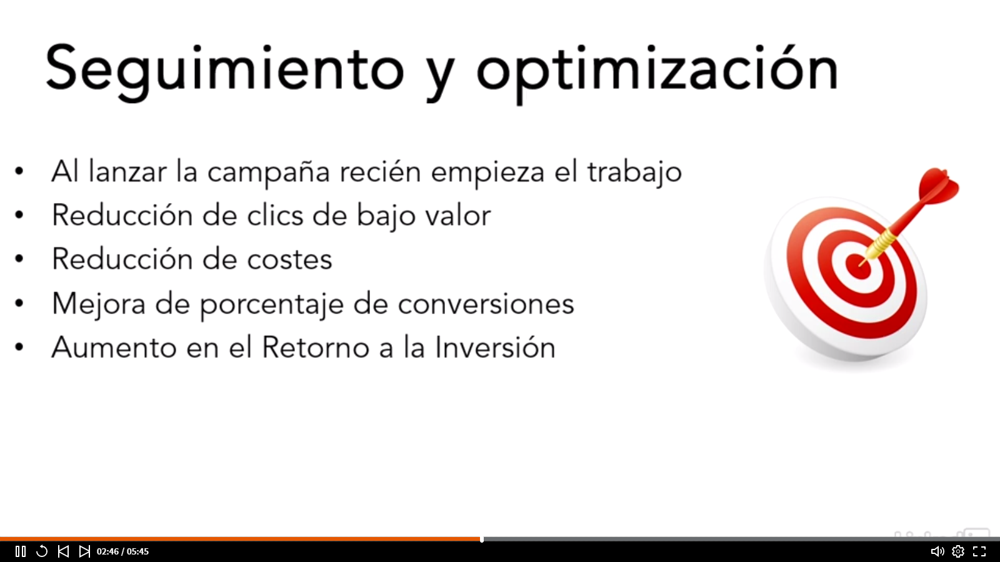 Seguimiento y optimización
• Al lanzar la campaña recién empieza el trabajo
• Reducción de clics de bajo valor
• Reducción de costes
• Mejora de porcentaje de conversiones
• Aumento en el Retorno a la Inversión
02:46 / 05:45